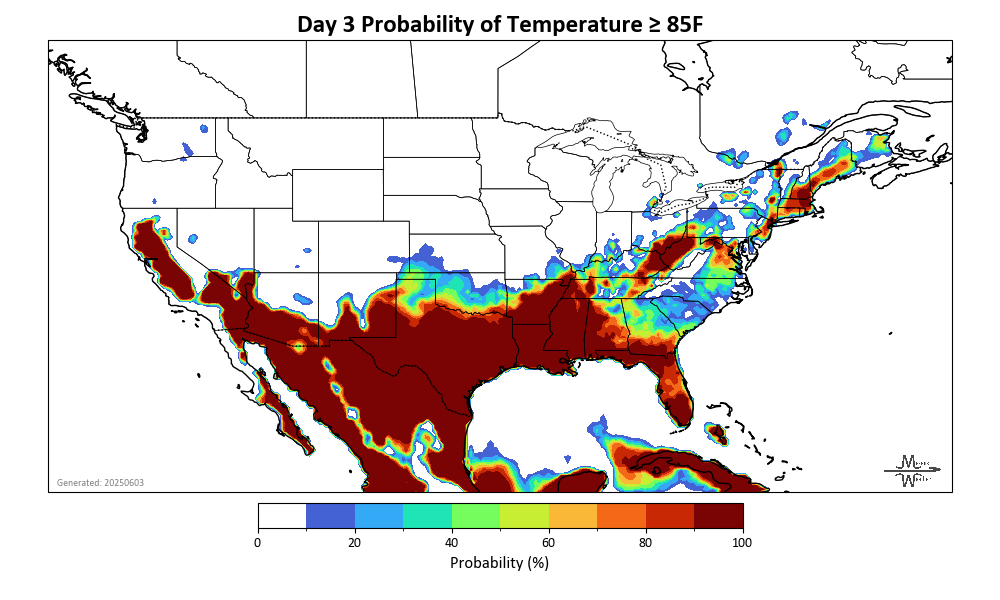 Day 3 Probability of Temperature ≥ 85F
Generated: 20250603
0 20 40 60 80 100
Probability (%)